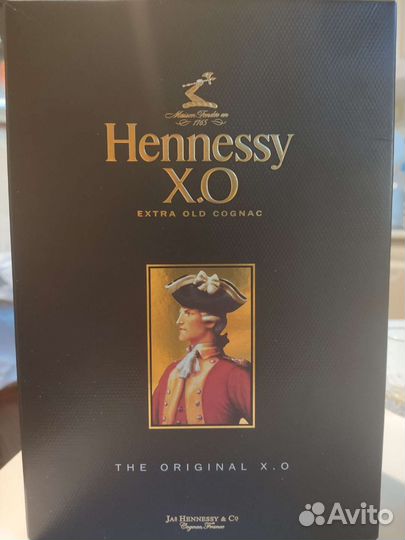 Maison Fondée en
1765
Hennessy
X.O
EXTRA OLD COGNAC
THE ORIGINAL X.O
JAS HENNESSY & CO
Cognac, France
Avito